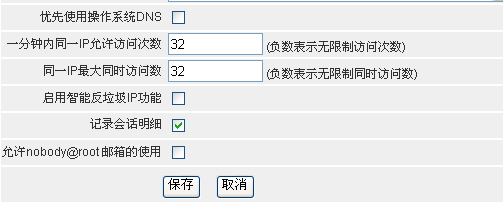 优先使用操作系统DNS
一分钟内同一IP允许访问次数 32 (负数表示无限制访问次数)
同一IP最大同时访问数 32 (负数表示无限制同时访问数)
启用智能反垃圾IP功能
记录会话明细
允许nobody@root邮箱的使用
保存 取消